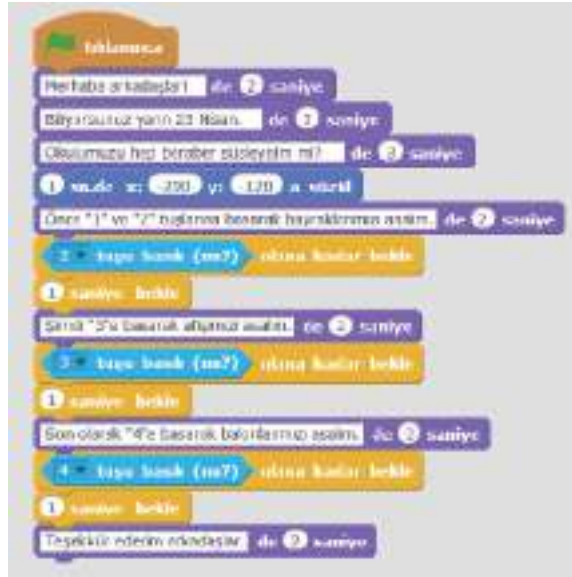 tıklanınca
Merhaba arkadaşlar! de 2 saniye
Biliyorsunuz yarın 23 Nisan. de 2 saniye
Okulumuzu hep beraber süsleyelim mi? de 2 saniye
1 sn.de x: -200 y: -120 a süzül
Önce "1" ve "2" tuşlarına basarak bayraklarımızı asalım. de 2 saniye
2 tuşu basılı (mı?) olana kadar bekle
1 saniye bekle
Şimdi "3"e basarak afişimizi asalım. de 2 saniye
3 tuşu basılı (mı?) olana kadar bekle
1 saniye bekle
Son olarak "4"e basarak balonlarımızı asalım. de 2 saniye
4 tuşu basılı (mı?) olana kadar bekle
1 saniye bekle
Teşekkür ederim arkadaşlar. de 2 saniye